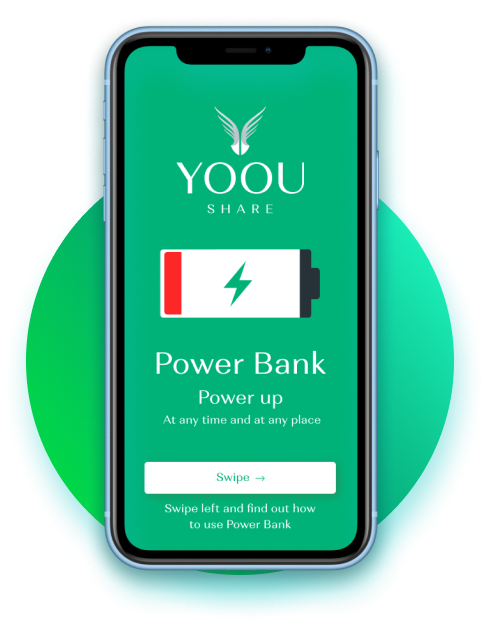 YOOU
SHARE
Power Bank
Power up
At any time and at any place
Swipe →
Swipe left and find out how
to use Power Bank